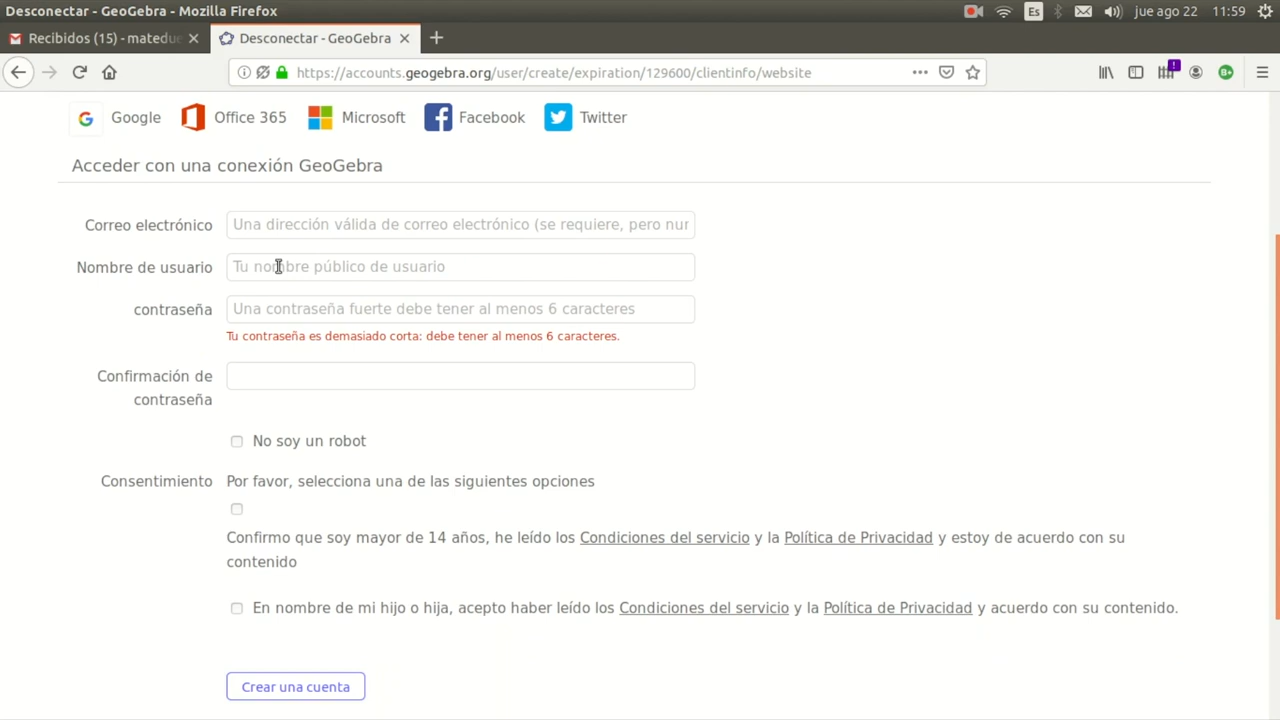 Desconectar - GeoGebra - Mozilla Firefox
Es
jue ago 22
11:59
Recibidos (15) - matedue
Desconectar - GeoGebra
https://accounts.geogebra.org/user/create/expiration/129600/clientinfo/website
Google
Office 365
Microsoft
Facebook
Twitter
Acceder con una conexión GeoGebra
Correo electrónico
Una dirección válida de correo electrónico (se requiere, pero nur
Nombre de usuario
Tu nombre público de usuario
contraseña
Una contraseña fuerte debe tener al menos 6 caracteres
Tu contraseña es demasiado corta: debe tener al menos 6 caracteres.
Confirmación de
contraseña
No soy un robot
Consentimiento
Por favor, selecciona una de las siguientes opciones
Confirmo que soy mayor de 14 años, he leído los Condiciones del servicio y la Política de Privacidad y estoy de acuerdo con su
contenido
En nombre de mi hijo o hija, acepto haber leído los Condiciones del servicio y la Política de Privacidad y acuerdo con su contenido.
Crear una cuenta